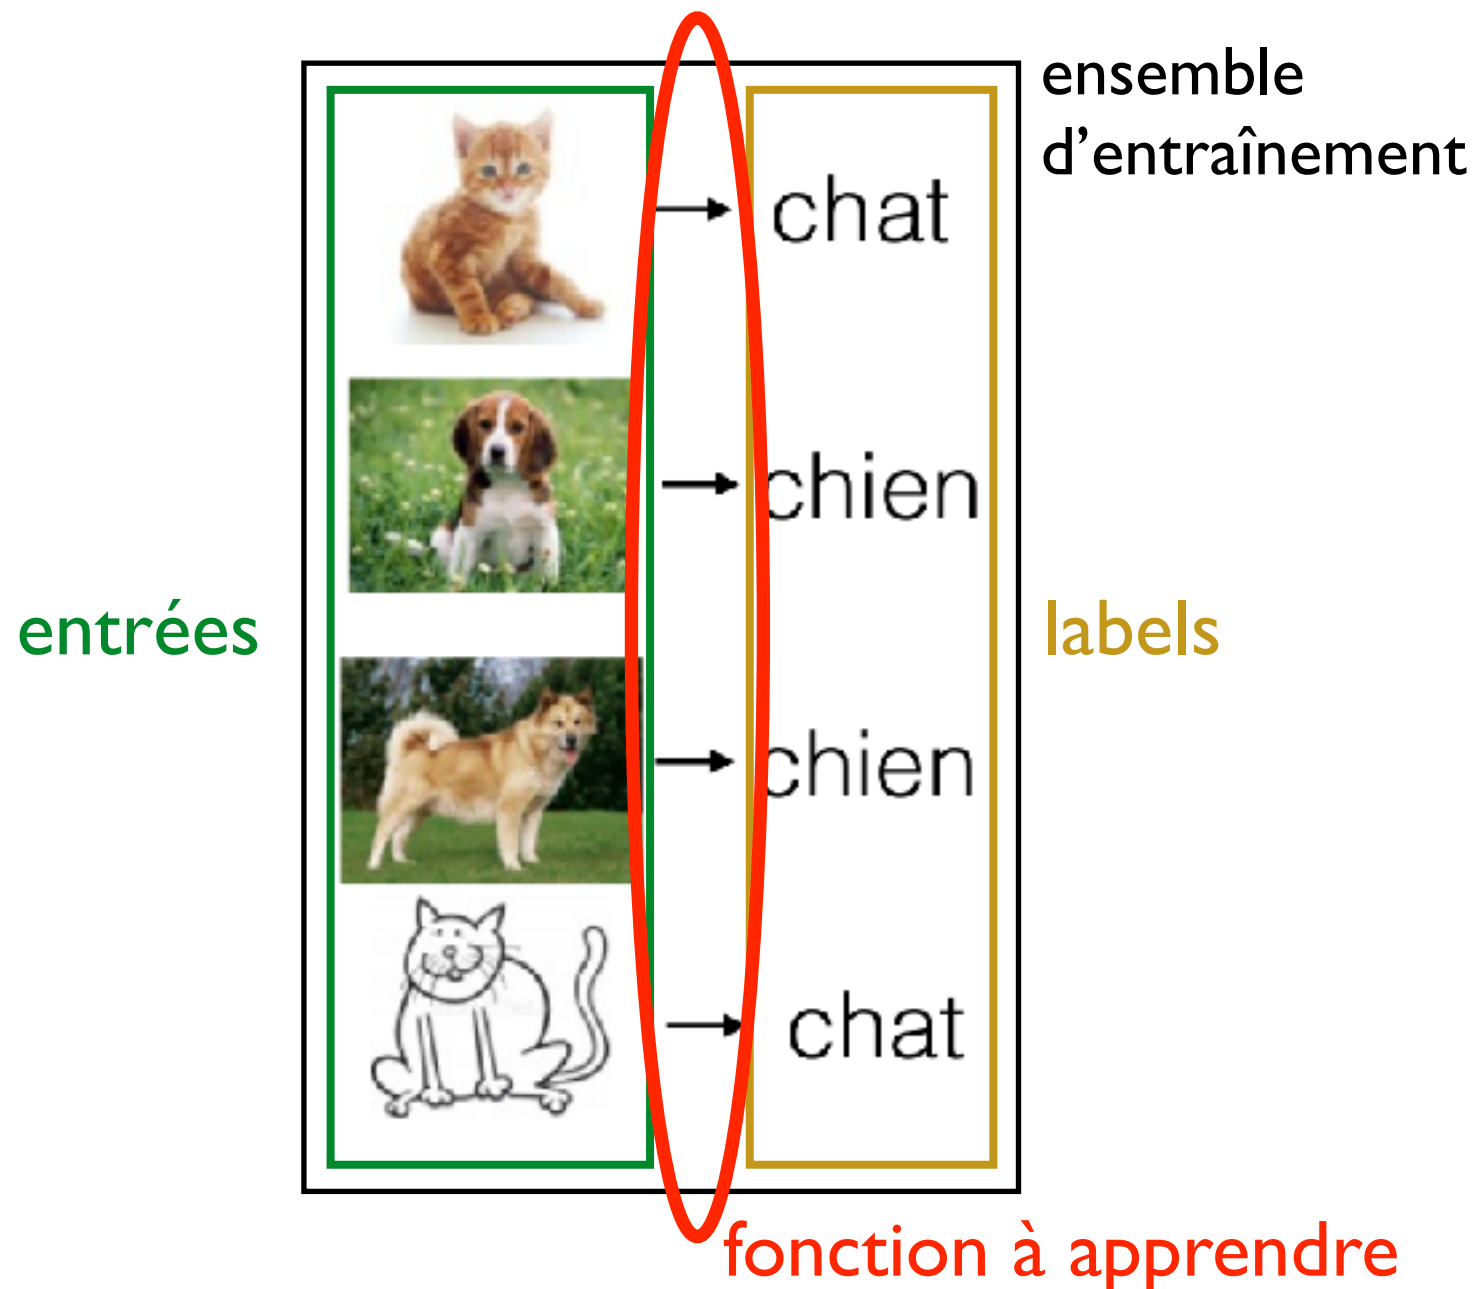 ensemble
d’entraînement
chat
chien
entrées
labels
chien
chat
fonction à apprendre